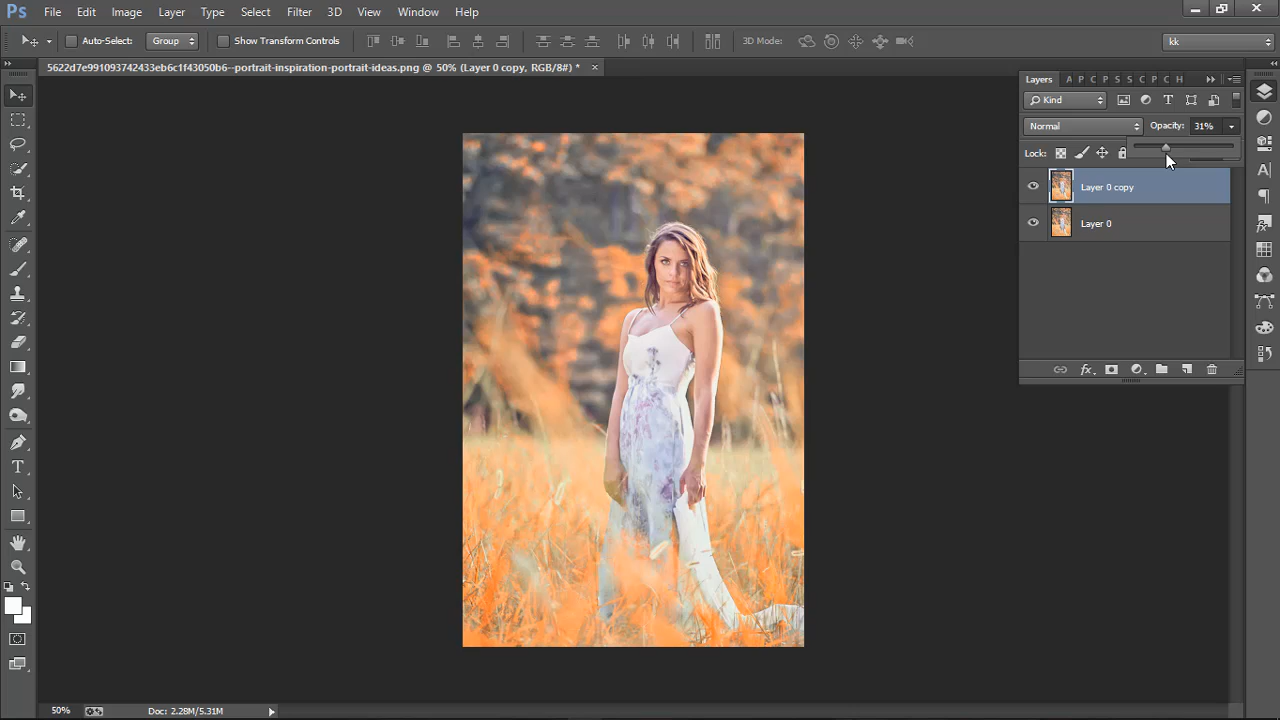 Ps File Edit Image Layer Type Select Filter 3D View Window Help
Auto-Select: Group Show Transform Controls 3D Mode: kk
5622d7e991093742433eb6c1f43050b6--portrait-inspiration-portrait-ideas.png @ 50% (Layer 0 copy, RGB/8#) *
Layers A P C P S S C P C H
Kind
Normal Opacity: 31%
Lock:
Layer 0 copy
Layer 0
fx
50% Doc: 2.28M/5.31M